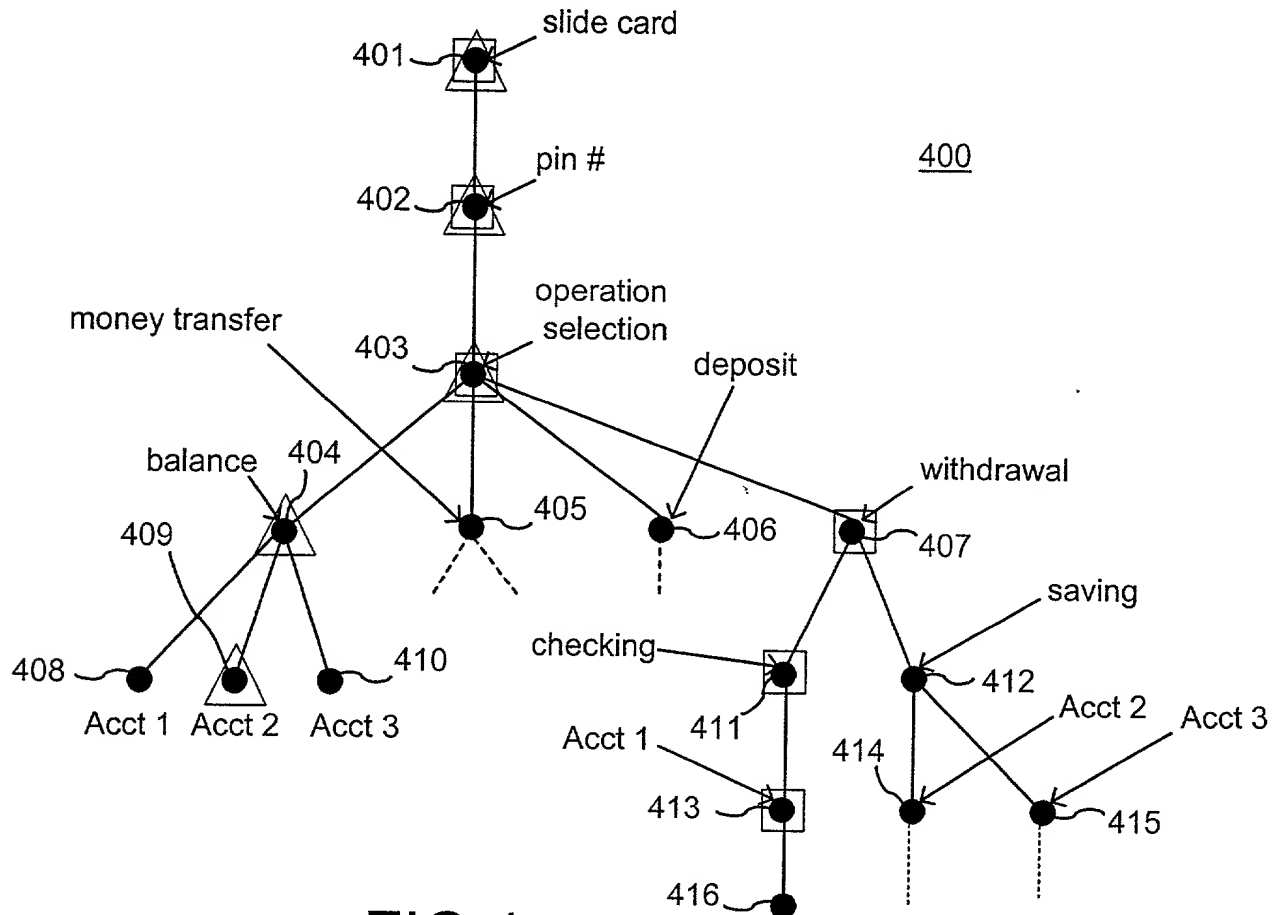 slide card
401
pin #
400
402
operation
selection
money transfer
403
deposit
balance
404
withdrawal
409
405
406
407
saving
checking
408
410
412
411
Acct 1
Acct 2
Acct 3
Acct 2
Acct 3
Acct 1
414
413
415
416